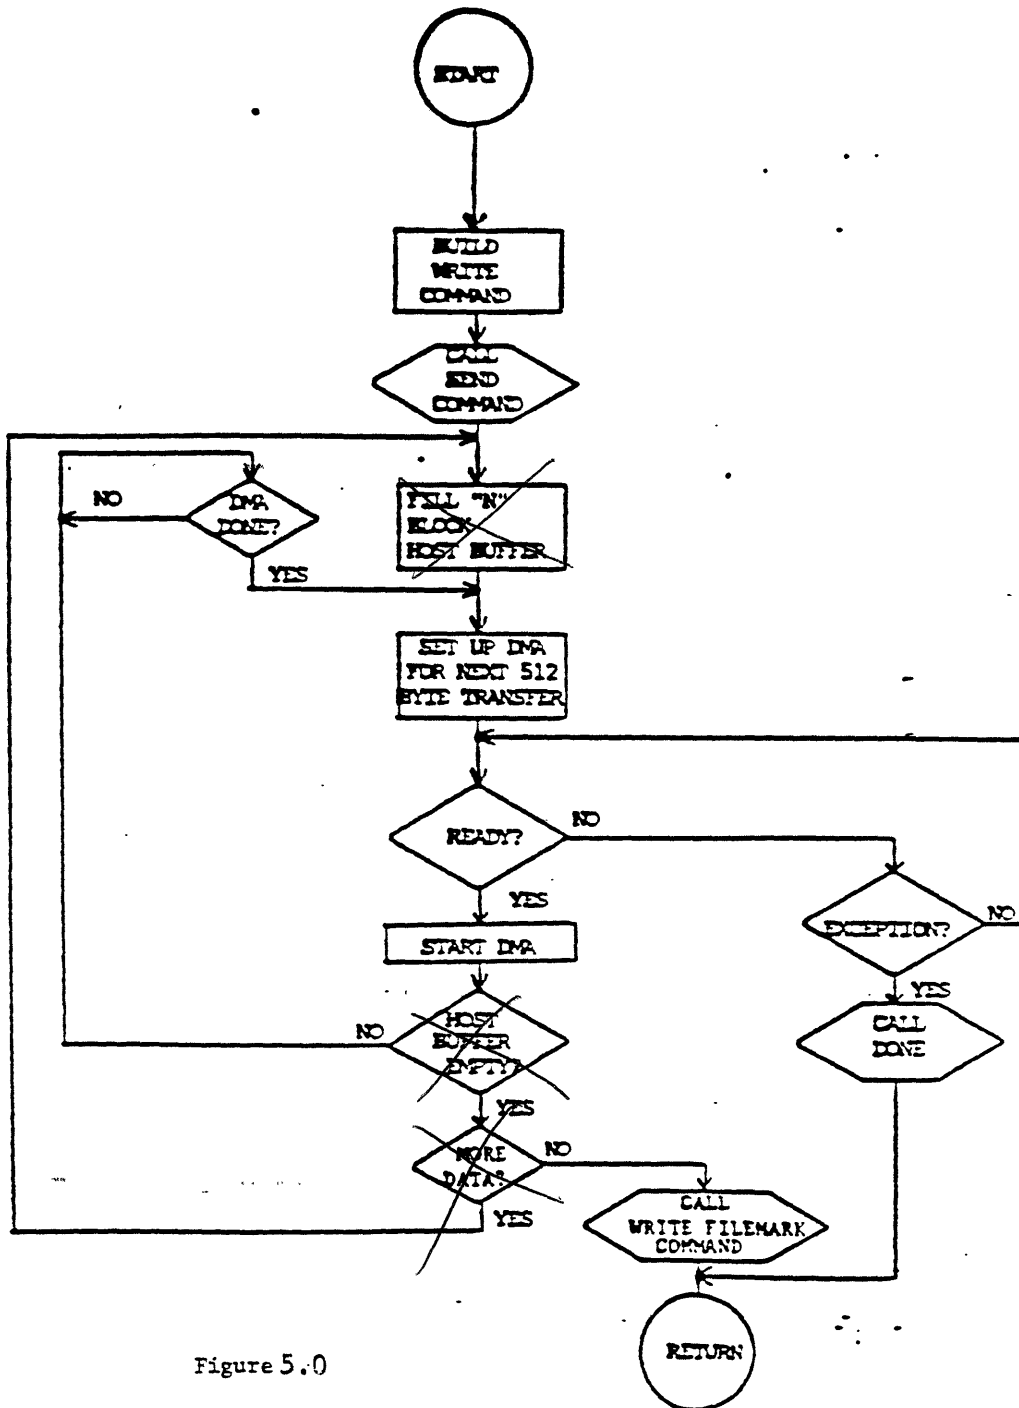 START
BUILD
WRITE
COMMAND
CALL
SEND
COMMAND
NO
DMA
DONE?
YES
FILL "N"
BLOCK
HOST BUFFER
SET UP DMA
FOR NEXT 512
BYTE TRANSFER
READY?
NO
YES
START DMA
EXCEPTION?
NO
YES
CALL
DONE
NO
HOST
BUFFER
EMPTY?
YES
MORE
DATA?
NO
YES
CALL
WRITE FILEMARK
COMMAND
RETURN
Figure 5.0